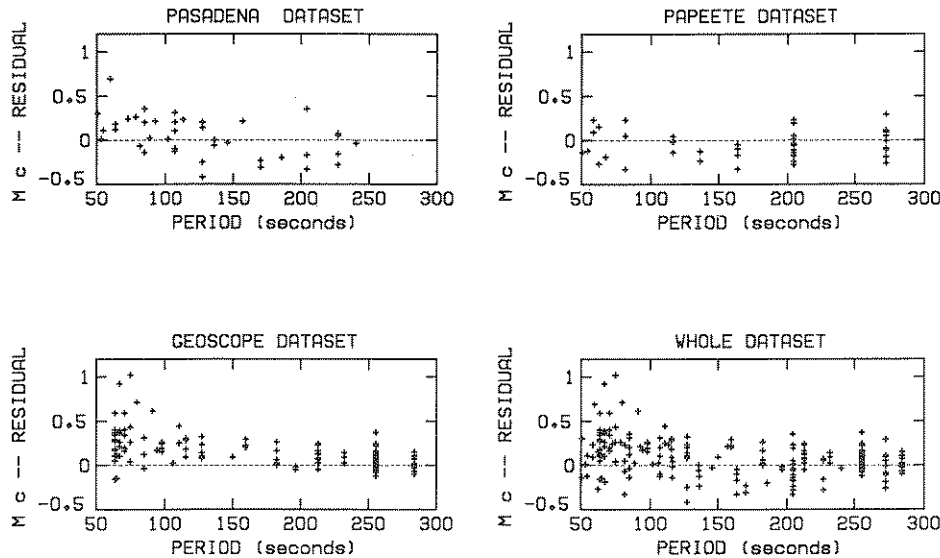 PASADENA DATASET
M c -- RESIDUAL
1
0.5
0
-0.5
50 100 150 200 250 300
PERIOD (seconds)
PAPEETE DATASET
M c -- RESIDUAL
1
0.5
0
-0.5
50 100 150 200 250 300
PERIOD (seconds)
GEOSCOPE DATASET
M c -- RESIDUAL
1
0.5
0
-0.5
50 100 150 200 250 300
PERIOD (seconds)
WHOLE DATASET
M c -- RESIDUAL
1
0.5
0
-0.5
50 100 150 200 250 300
PERIOD (seconds)